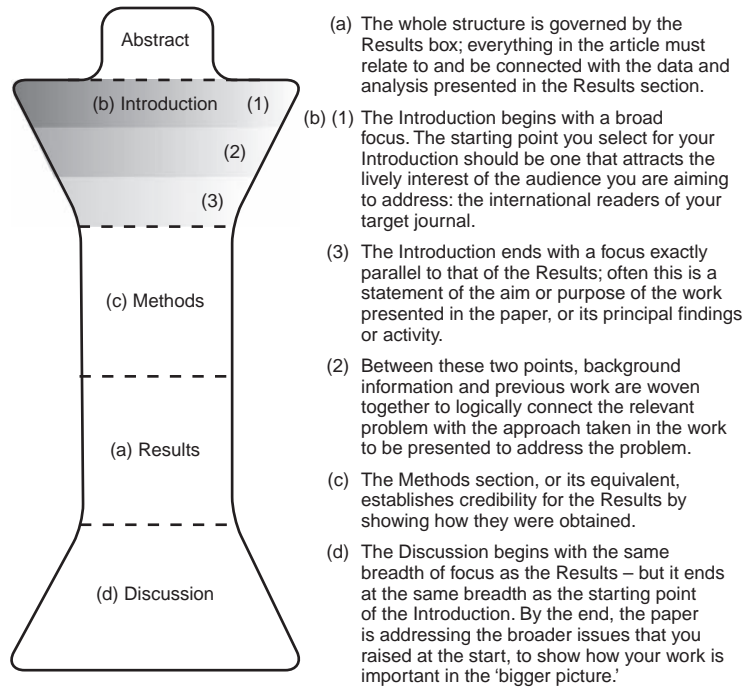 Abstract
(b) Introduction (1)
(2)
(3)
(c) Methods
(a) Results
(d) Discussion
(a) The whole structure is governed by the
Results box; everything in the article must
relate to and be connected with the data and
analysis presented in the Results section.
(b) (1) The Introduction begins with a broad
focus. The starting point you select for your
Introduction should be one that attracts the
lively interest of the audience you are aiming
to address: the international readers of your
target journal.
(3) The Introduction ends with a focus exactly
parallel to that of the Results; often this is a
statement of the aim or purpose of the work
presented in the paper, or its principal findings
or activity.
(2) Between these two points, background
information and previous work are woven
together to logically connect the relevant
problem with the approach taken in the work
to be presented to address the problem.
(c) The Methods section, or its equivalent,
establishes credibility for the Results by
showing how they were obtained.
(d) The Discussion begins with the same
breadth of focus as the Results – but it ends
at the same breadth as the starting point
of the Introduction. By the end, the paper
is addressing the broader issues that you
raised at the start, to show how your work is
important in the ‘bigger picture.’